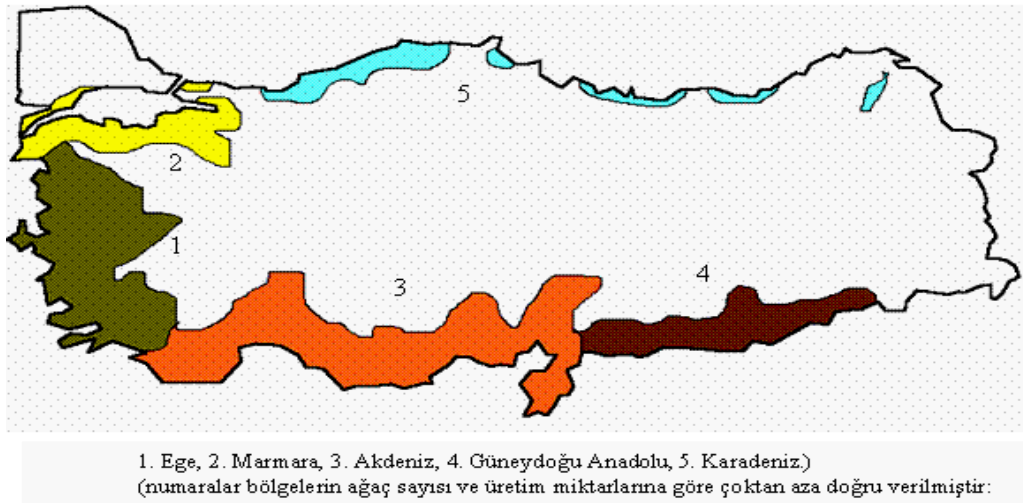 5
2
1
3
4
1. Ege, 2. Marmara, 3. Akdeniz, 4. Güneydoğu Anadolu, 5. Karadeniz.)
(numaralar bölgelerin ağaç sayısı ve üretim miktarlarına göre çoktan aza doğru verilmiştir: